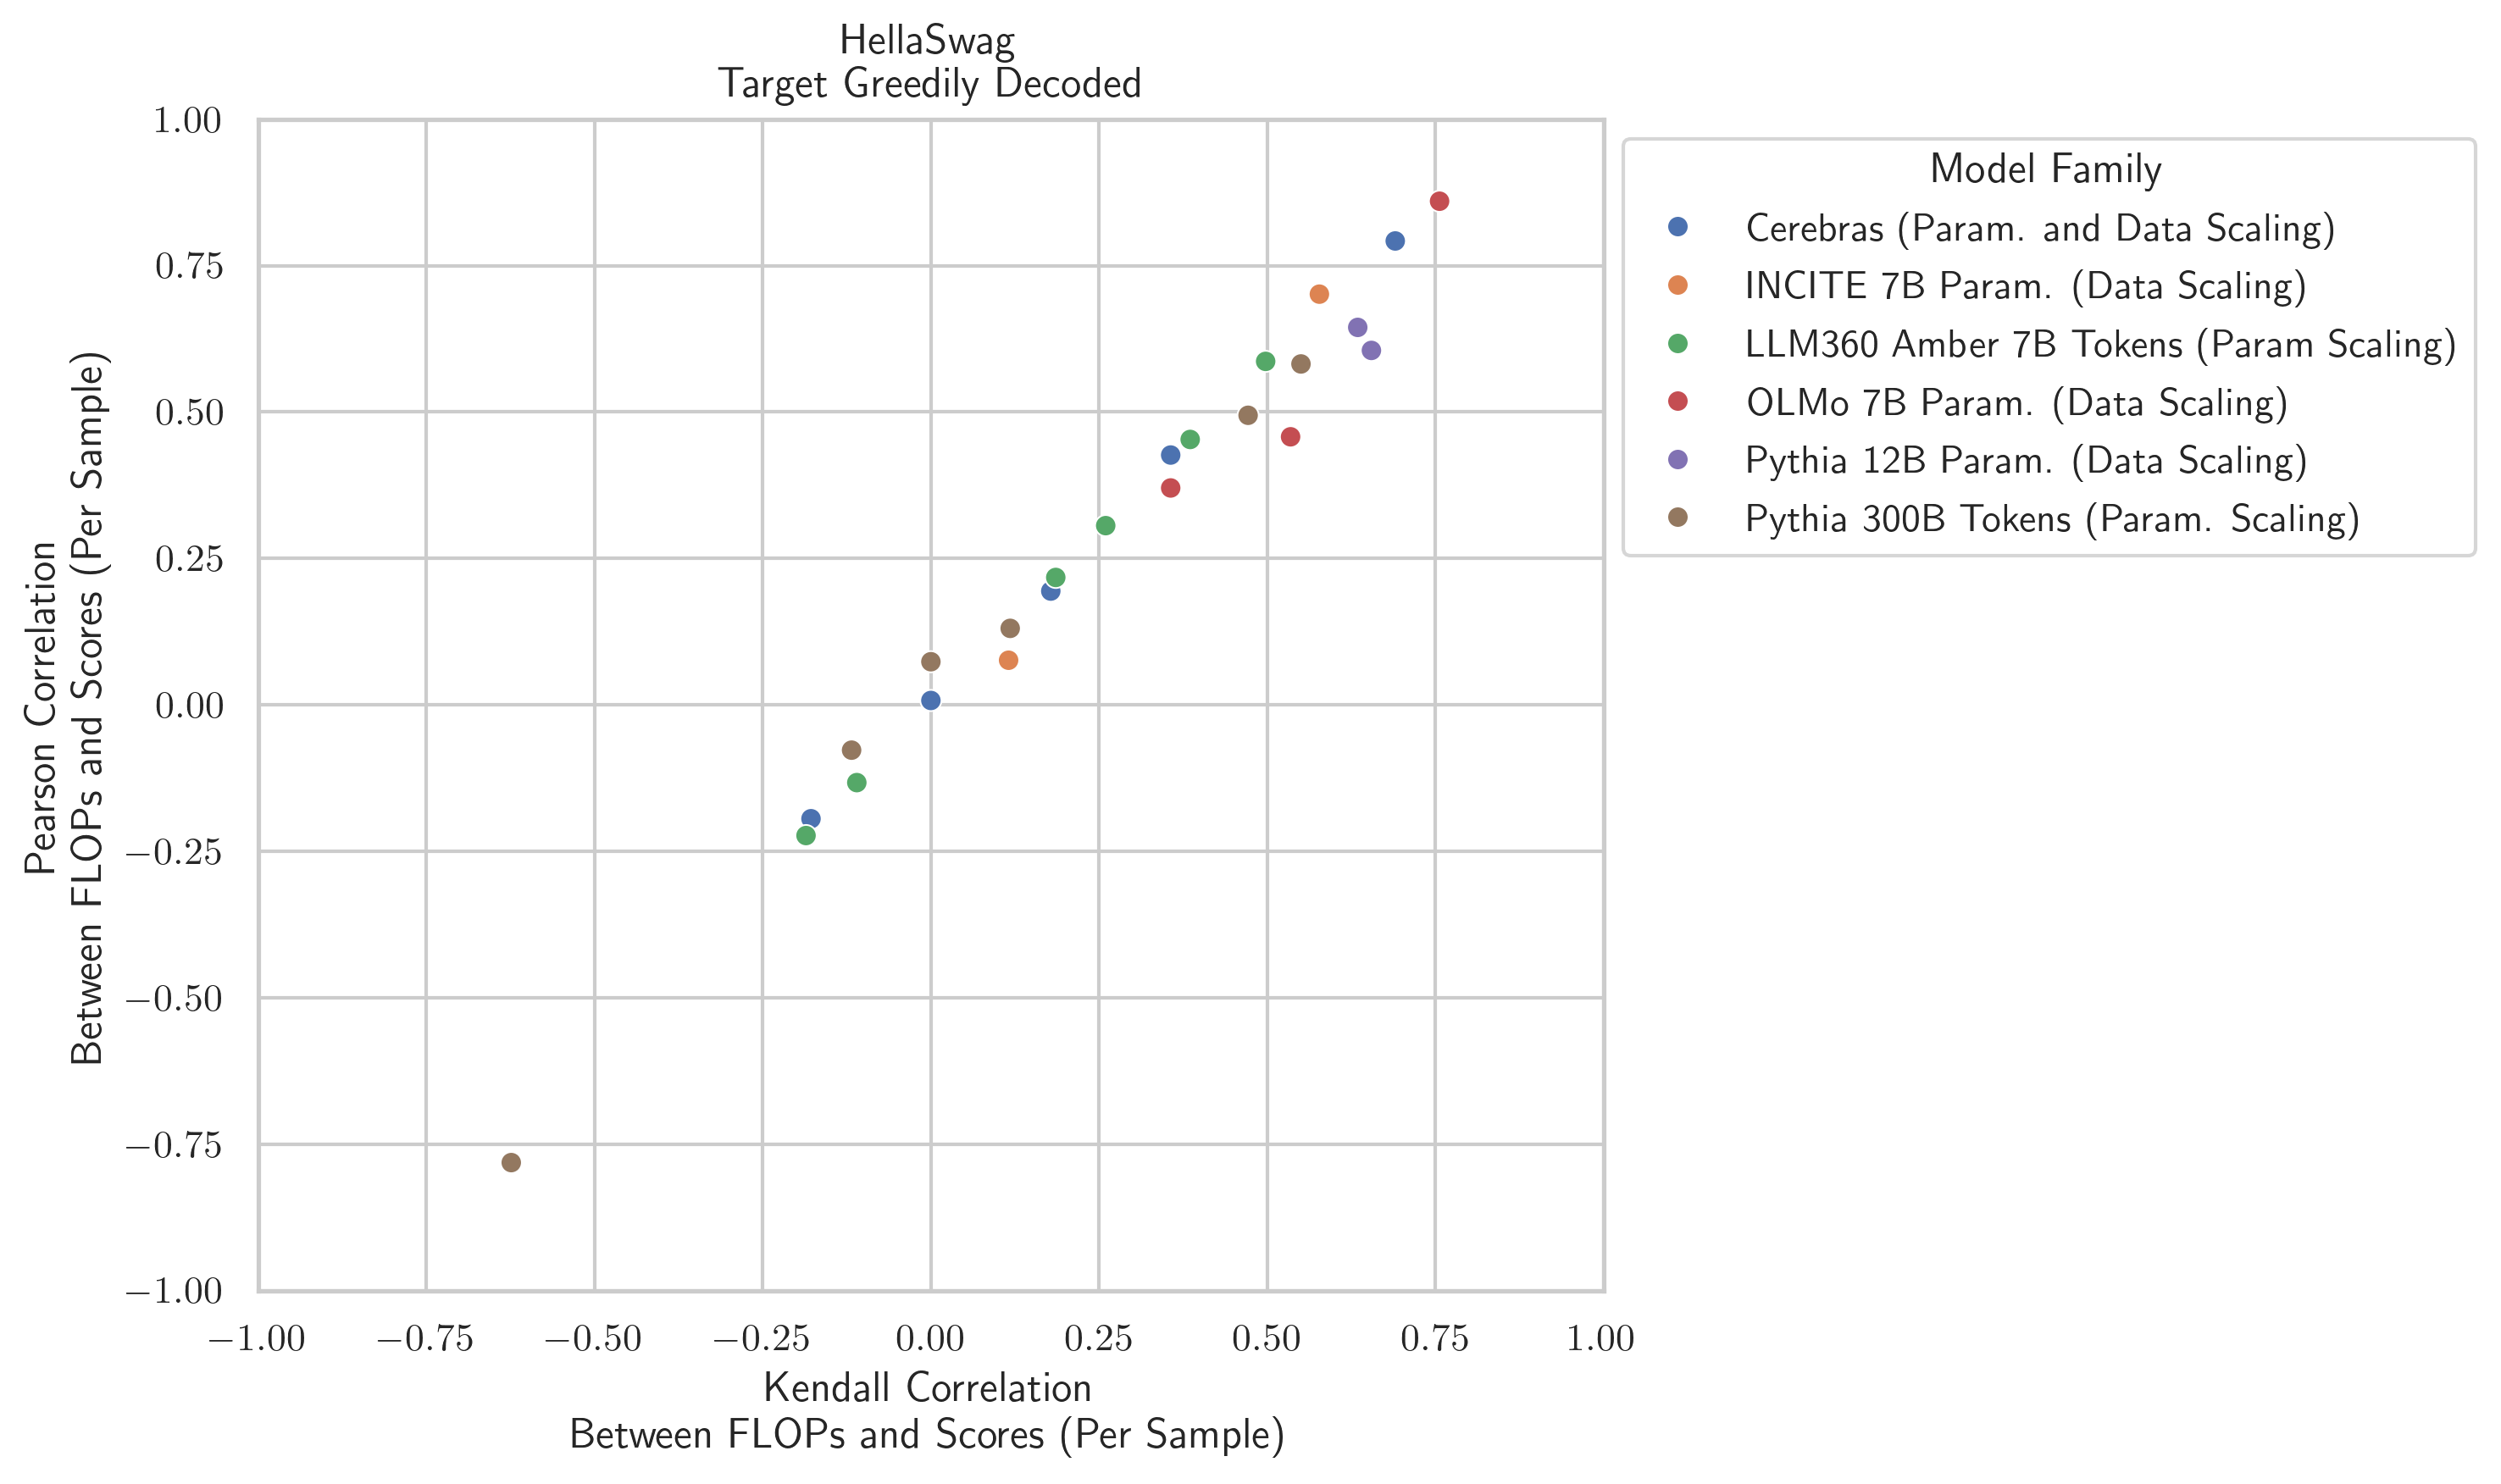 HellaSwag
Target Greedily Decoded
1.00
0.75
0.50
0.25
0.00
−0.25
−0.50
−0.75
−1.00
Pearson Correlation
Between FLOPs and Scores (Per Sample)
−1.00
−0.75
−0.50
−0.25
0.00
0.25
0.50
0.75
1.00
Kendall Correlation
Between FLOPs and Scores (Per Sample)
Model Family
Cerebras (Param. and Data Scaling)
INCITE 7B Param. (Data Scaling)
LLM360 Amber 7B Tokens (Param Scaling)
OLMo 7B Param. (Data Scaling)
Pythia 12B Param. (Data Scaling)
Pythia 300B Tokens (Param. Scaling)